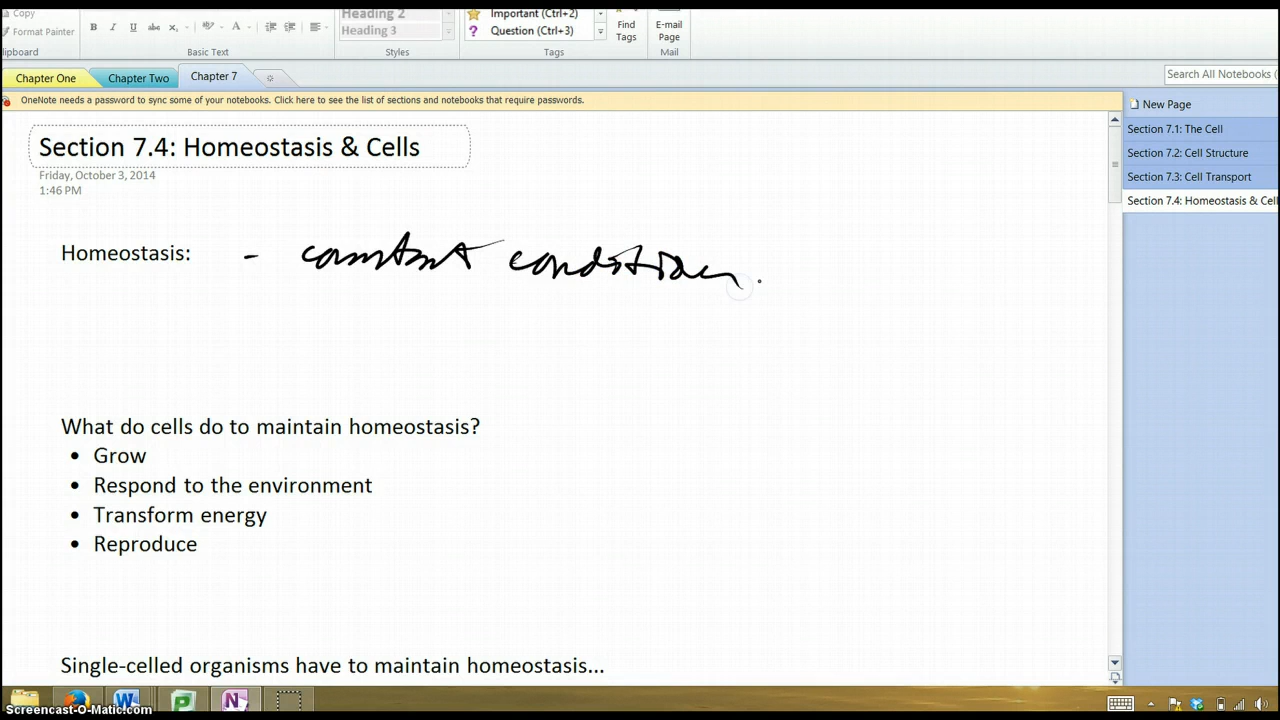 Copy
Format Painter
lipboard
B I U abc x,
Basic Text
Heading 2
Heading 3
Styles
Important (Ctrl+2)
Question (Ctrl+3)
Tags
Find
Tags
E-mail
Page
Mail
Chapter One
Chapter Two
Chapter 7
Search All Notebooks (
OneNote needs a password to sync some of your notebooks. Click here to see the list of sections and notebooks that require passwords.
New Page
Section 7.1: The Cell
Section 7.2: Cell Structure
Section 7.3: Cell Transport
Section 7.4: Homeostasis & Cell
Section 7.4: Homeostasis & Cells
Friday, October 3, 2014
1:46 PM
Homeostasis: - constant conditions
What do cells do to maintain homeostasis?
• Grow
• Respond to the environment
• Transform energy
• Reproduce
Single-celled organisms have to maintain homeostasis...
Screencast-O-Matic.com